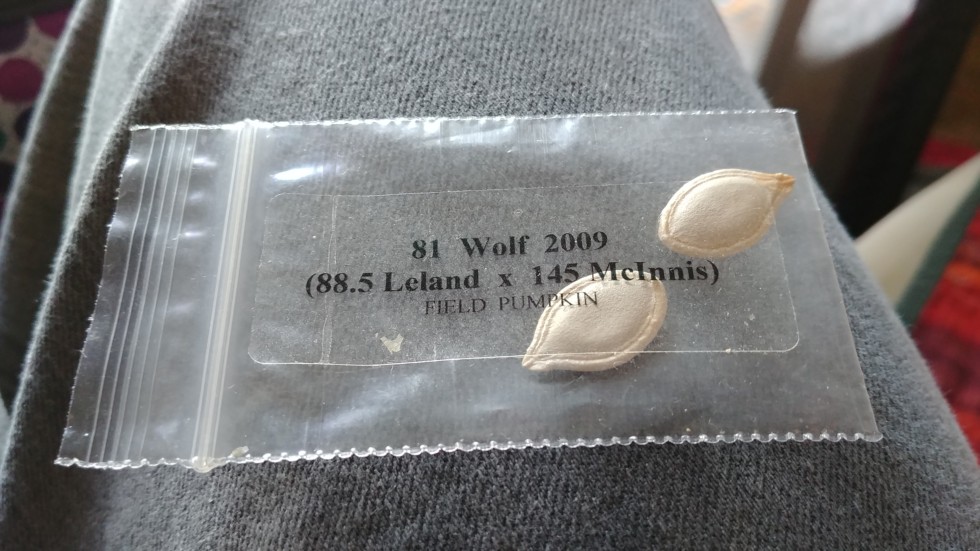 81 Wolf 2009
(88.5 Leland x 145 McInnis)
FIELD PUMPKIN